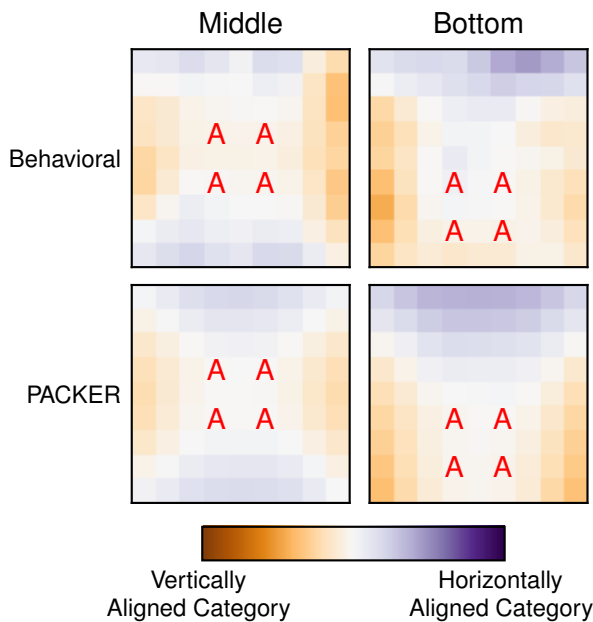 Middle Bottom
A A
Behavioral
A A A A
A A
A A
PACKER
A A A A
A A
Vertically Aligned Category
Horizontally Aligned Category